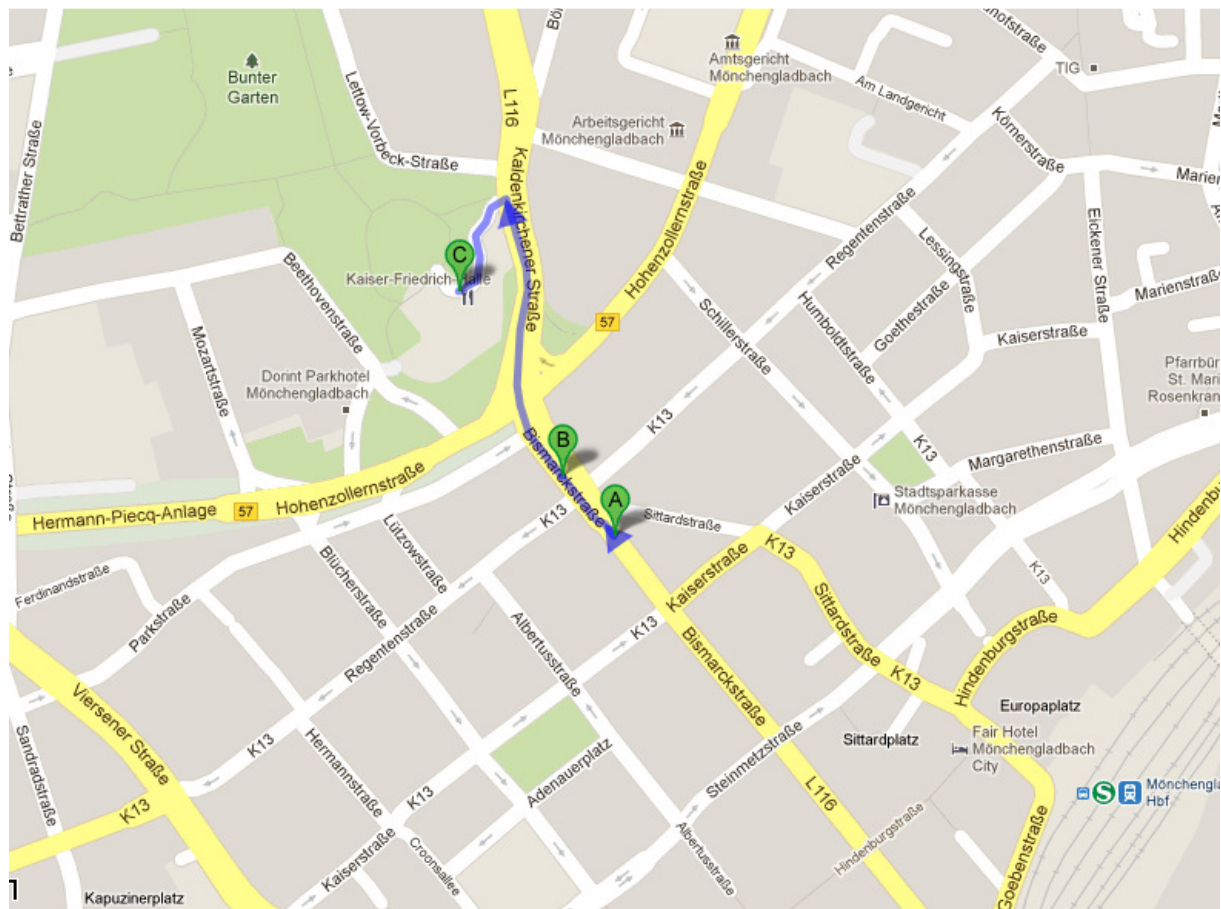 Bunter
Garten
Lettow-Vorbeck-Straße
L116
Kaldenkirchener Straße
Amtsgericht
Mönchengladbach
Am Landgericht
TIG
Arbeitsgericht
Mönchengladbach
Körnerstraße
Bettrather Straße
Hohenzollernstraße
Regentenstraße
Eickener Straße
Lessingstraße
C
Kaiser-Friedrich-Halle
Beethovenstraße
Mozartstraße
57
Schillerstraße
Humboldtstraße
Goethestraße
Kaiserstraße
Marienstraße
Dorint Parkhotel
Mönchengladbach
K13
K13
Margarethenstraße
B
Bismarckstraße
A
Sittardstraße
Kaiserstraße
Stadtsparkasse
Mönchengladbach
Hermann-Piecq-Anlage
57
Hohenzollernstraße
K13
Lützowstraße
Blücherstraße
Ferdinandstraße
Parkstraße
Regentenstraße
Albertusstraße
K13
Kaiserstraße
K13
K13
Sittardstraße
K13
Hindenburgstraße
Bismarckstraße
Europaplatz
Sittardplatz
Fair Hotel
Mönchengladbach
City
Viersener Straße
Sandradstraße
K13
K13
Hermannstraße
K13
Adenauerplatz
Steinmetzstraße
L116
Hbf
Kaiserstraße
Croonsallee
Albertusstraße
Hindenburgstraße
Goebenstraße
Kapuzinerplatz